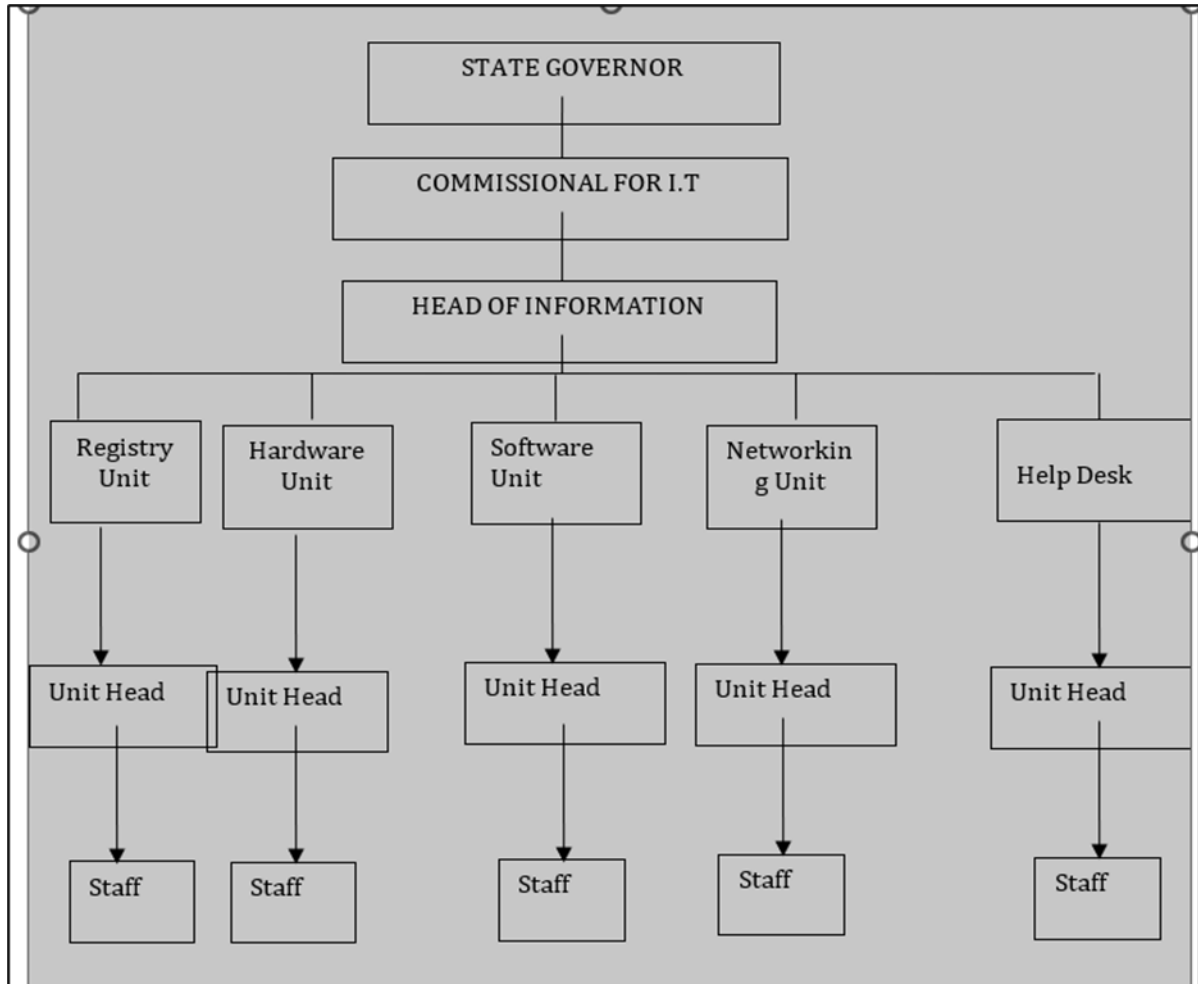 STATE GOVERNOR
COMMISSIONAL FOR I.T
HEAD OF INFORMATION
Registry
Unit
Hardware
Unit
Software
Unit
Networkin
g Unit
Help Desk
Unit Head
Unit Head
Unit Head
Unit Head
Unit Head
Staff
Staff
Staff
Staff
Staff